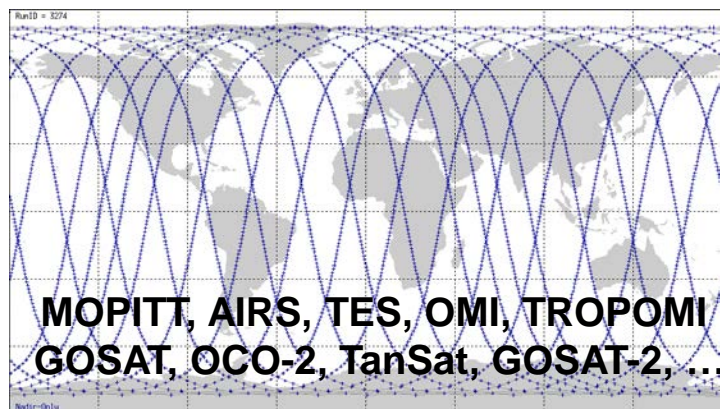 RunID = 3274
MOPITT, AIRS, TES, OMI, TROPOMI
GOSAT, OCO-2, TanSat, GOSAT-2, …
Nadir-Only